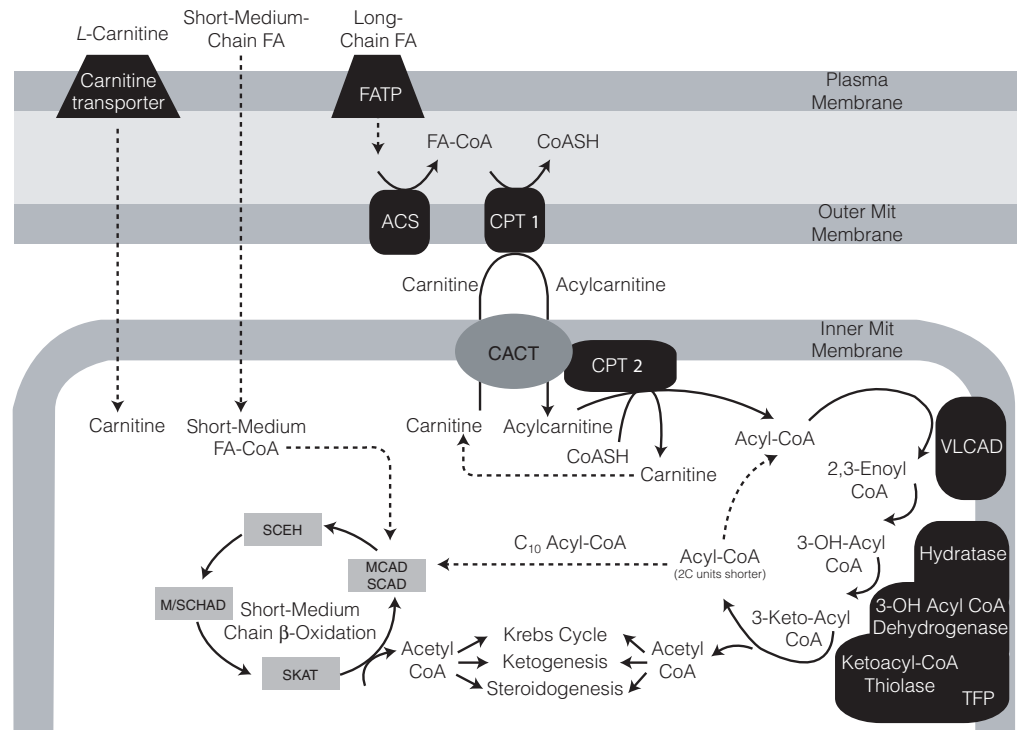 L-Carnitine
Short-Medium-
Chain FA
Long-
Chain FA
Carnitine
transporter
FATP
Plasma
Membrane
FA-CoA
CoASH
ACS
CPT 1
Outer Mit
Membrane
Carnitine
Acylcarnitine
Inner Mit
Membrane
CACT
CPT 2
Carnitine
Short-Medium
FA-CoA
Carnitine
Acylcarnitine
CoASH
Carnitine
Acyl-CoA
VLCAD
2,3-Enoyl
CoA
SCEH
C10 Acyl-CoA
Acyl-CoA
(2C units shorter)
3-OH-Acyl
CoA
Hydratase
MCAD
SCAD
M/SCHAD
Short-Medium
Chain β-Oxidation
3-Keto-Acyl
CoA
3-OH Acyl CoA
Dehydrogenase
SKAT
Acetyl
CoA
Krebs Cycle
Ketogenesis
Steroidogenesis
Acetyl
CoA
Ketoacyl-CoA
Thiolase
TFP